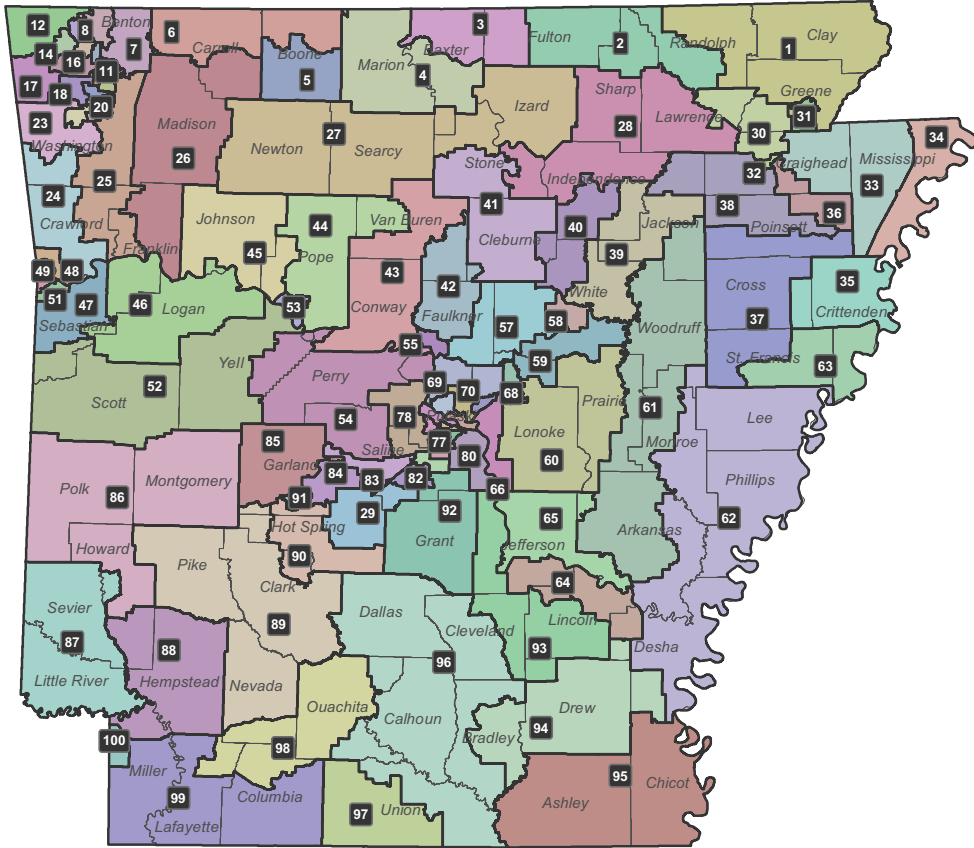 12
8
Benton
6
3
14
16
7
Carroll
Boone
Baxter
Fulton
2
Randolph
1
Clay
17
11
5
Marion
4
18
20
Sharp
Greene
23
Madison
27
Izard
28
Lawrence
30
31
Washington
26
Newton
Searcy
Stone
Independence
32
Craighead
Mississippi
34
25
33
24
Crawford
Johnson
44
Van Buren
41
40
Jackson
38
Poinsett
36
Franklin
45
Pope
Cleburne
39
49
48
43
42
White
Cross
35
51
47
46
Logan
53
Conway
Faulkner
57
58
Woodruff
37
Crittenden
Sebastian
55
59
St. Francis
63
Scott
52
Yell
Perry
69
70
68
Prairie
61
Lee
54
78
Lonoke
85
Saline
77
80
60
Monroe
Garland
84
83
82
Polk
86
Montgomery
91
66
Phillips
29
92
65
62
Howard
Hot Spring
Grant
Jefferson
Arkansas
90
Pike
Clark
64
Sevier
Dallas
89
Cleveland
Lincoln
87
88
93
Desha
96
Little River
Hempstead
Nevada
Ouachita
Calhoun
Drew
Bradley
94
100
98
Miller
95
99
Columbia
97
Union
Ashley
Chicot
Lafayette